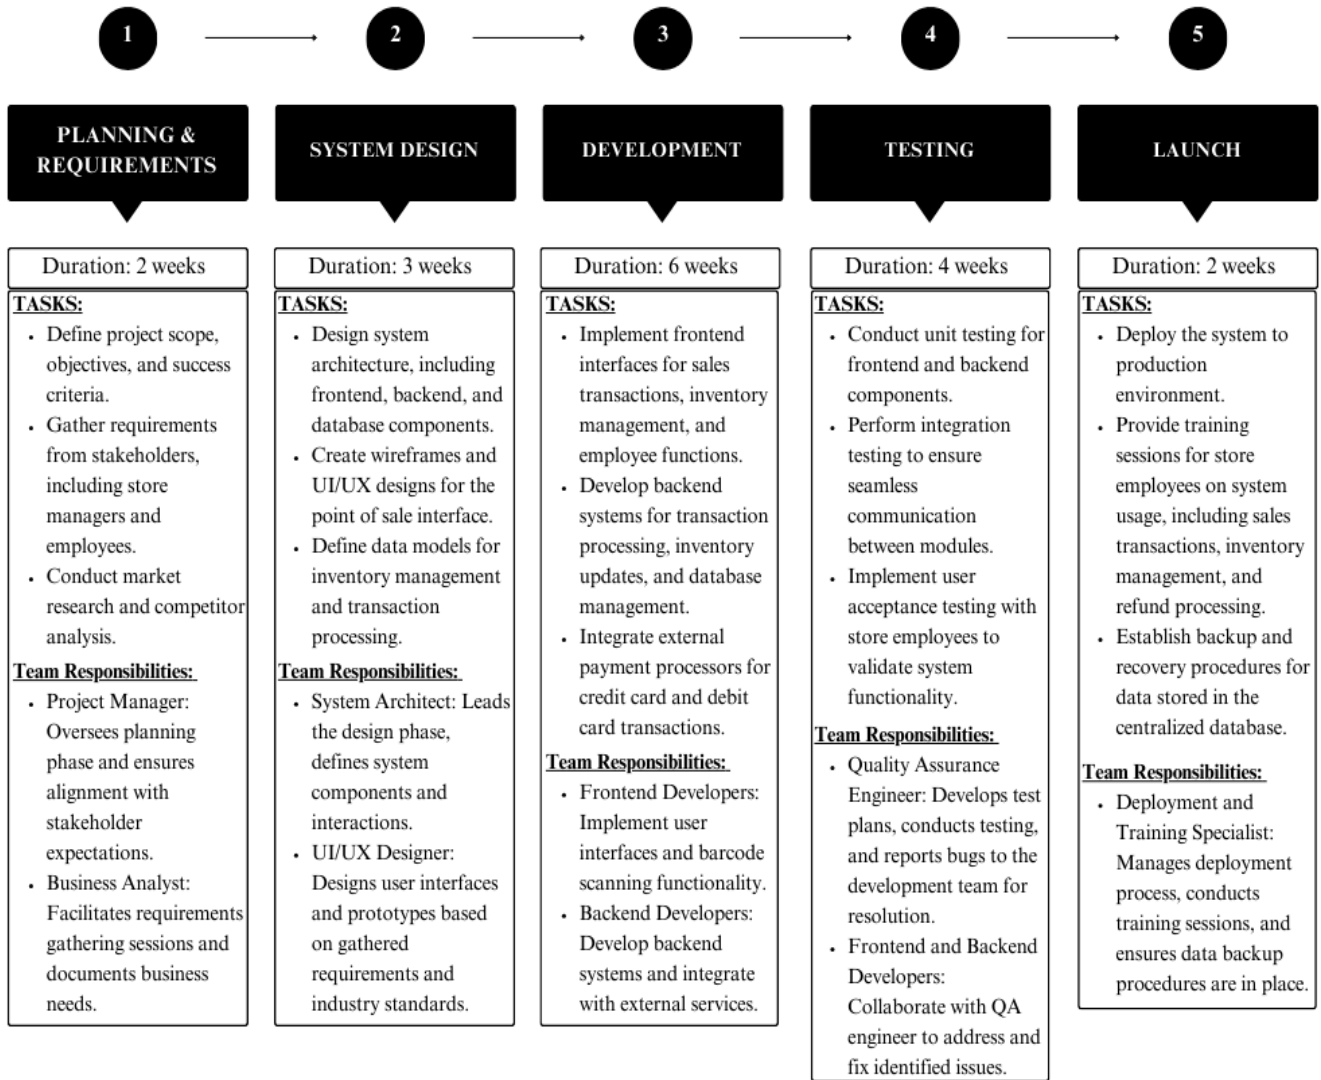 1
2
3
4
5
PLANNING &
REQUIREMENTS
SYSTEM DESIGN
DEVELOPMENT
TESTING
LAUNCH
Duration: 2 weeks
TASKS:
• Define project scope,
objectives, and success
criteria.
• Gather requirements
from stakeholders,
including store
managers and
employees.
• Conduct market
research and competitor
analysis.
Team Responsibilities:
• Project Manager:
Oversees planning
phase and ensures
alignment with
stakeholder
expectations.
• Business Analyst:
Facilitates requirements
gathering sessions and
documents business
needs.
Duration: 3 weeks
TASKS:
• Design system
architecture, including
frontend, backend, and
database components.
• Create wireframes and
UI/UX designs for the
point of sale interface.
• Define data models for
inventory management
and transaction
processing.
Team Responsibilities:
• System Architect: Leads
the design phase,
defines system
components and
interactions.
• UI/UX Designer:
Designs user interfaces
and prototypes based
on gathered
requirements and
industry standards.
Duration: 6 weeks
TASKS:
• Implement frontend
interfaces for sales
transactions, inventory
management, and
employee functions.
• Develop backend
systems for transaction
processing, inventory
updates, and database
management.
• Integrate external
payment processors for
credit card and debit
card transactions.
Team Responsibilities:
• Frontend Developers:
Implement user
interfaces and barcode
scanning functionality.
• Backend Developers:
Develop backend
systems and integrate
with external services.
Duration: 4 weeks
TASKS:
• Conduct unit testing for
frontend and backend
components.
• Perform integration
testing to ensure
seamless
communication
between modules.
• Implement user
acceptance testing with
store employees to
validate system
functionality.
Team Responsibilities:
• Quality Assurance
Engineer: Develops test
plans, conducts testing,
and reports bugs to the
development team for
resolution.
• Frontend and Backend
Developers:
Collaborate with QA
engineer to address and
fix identified issues.
Duration: 2 weeks
TASKS:
• Deploy the system to
production
environment.
• Provide training
sessions for store
employees on system
usage, including sales
transactions, inventory
management, and
refund processing.
• Establish backup and
recovery procedures for
data stored in the
centralized database.
Team Responsibilities:
• Deployment and
Training Specialist:
Manages deployment
process, conducts
training sessions, and
ensures data backup
procedures are in place.